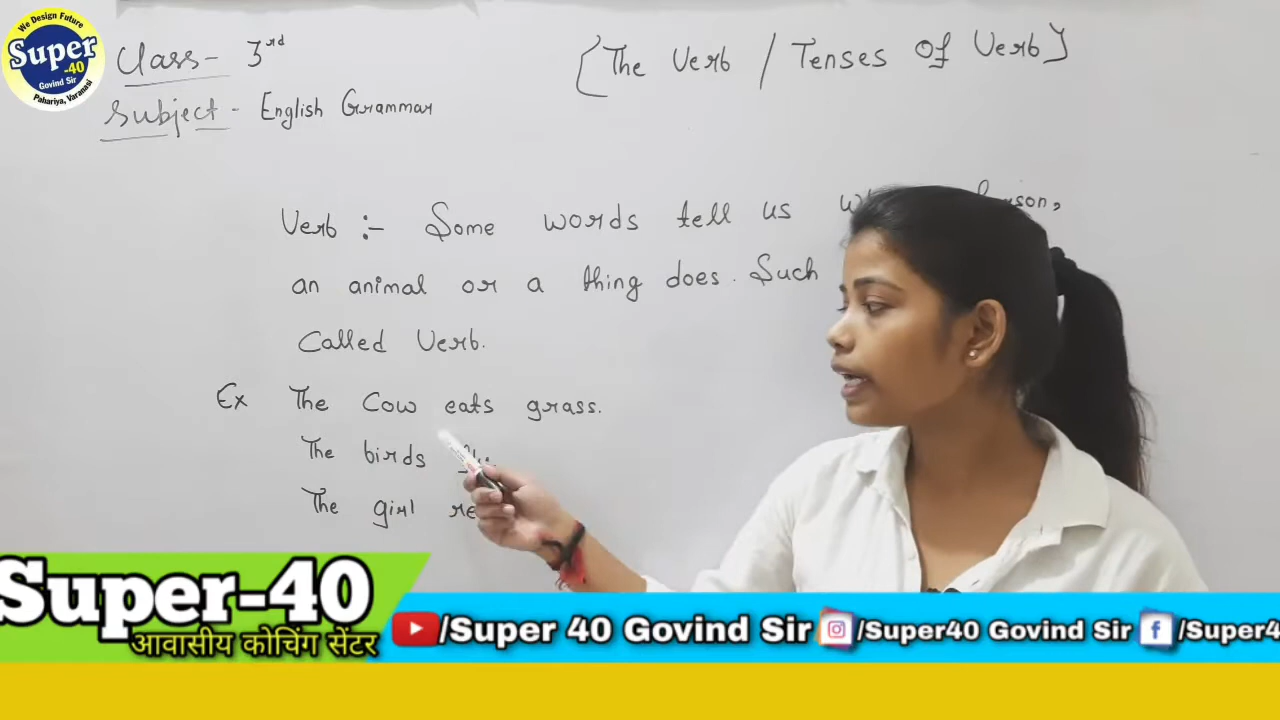 We Design Future
Super
-40
Govind Sir
Pahariya, Varanasi
Class- 3rd
Subject - English Grammar
[The Verb / Tenses Of Verb]
Verb :- Some words tell us
an animal or a thing does. Such
Called Verb.
Ex The Cow eats grass.
The birds
The girl
Super-40
आवासीय कोचिंग सेंटर
/Super 40 Govind Sir
/Super40 Govind Sir
/Super4